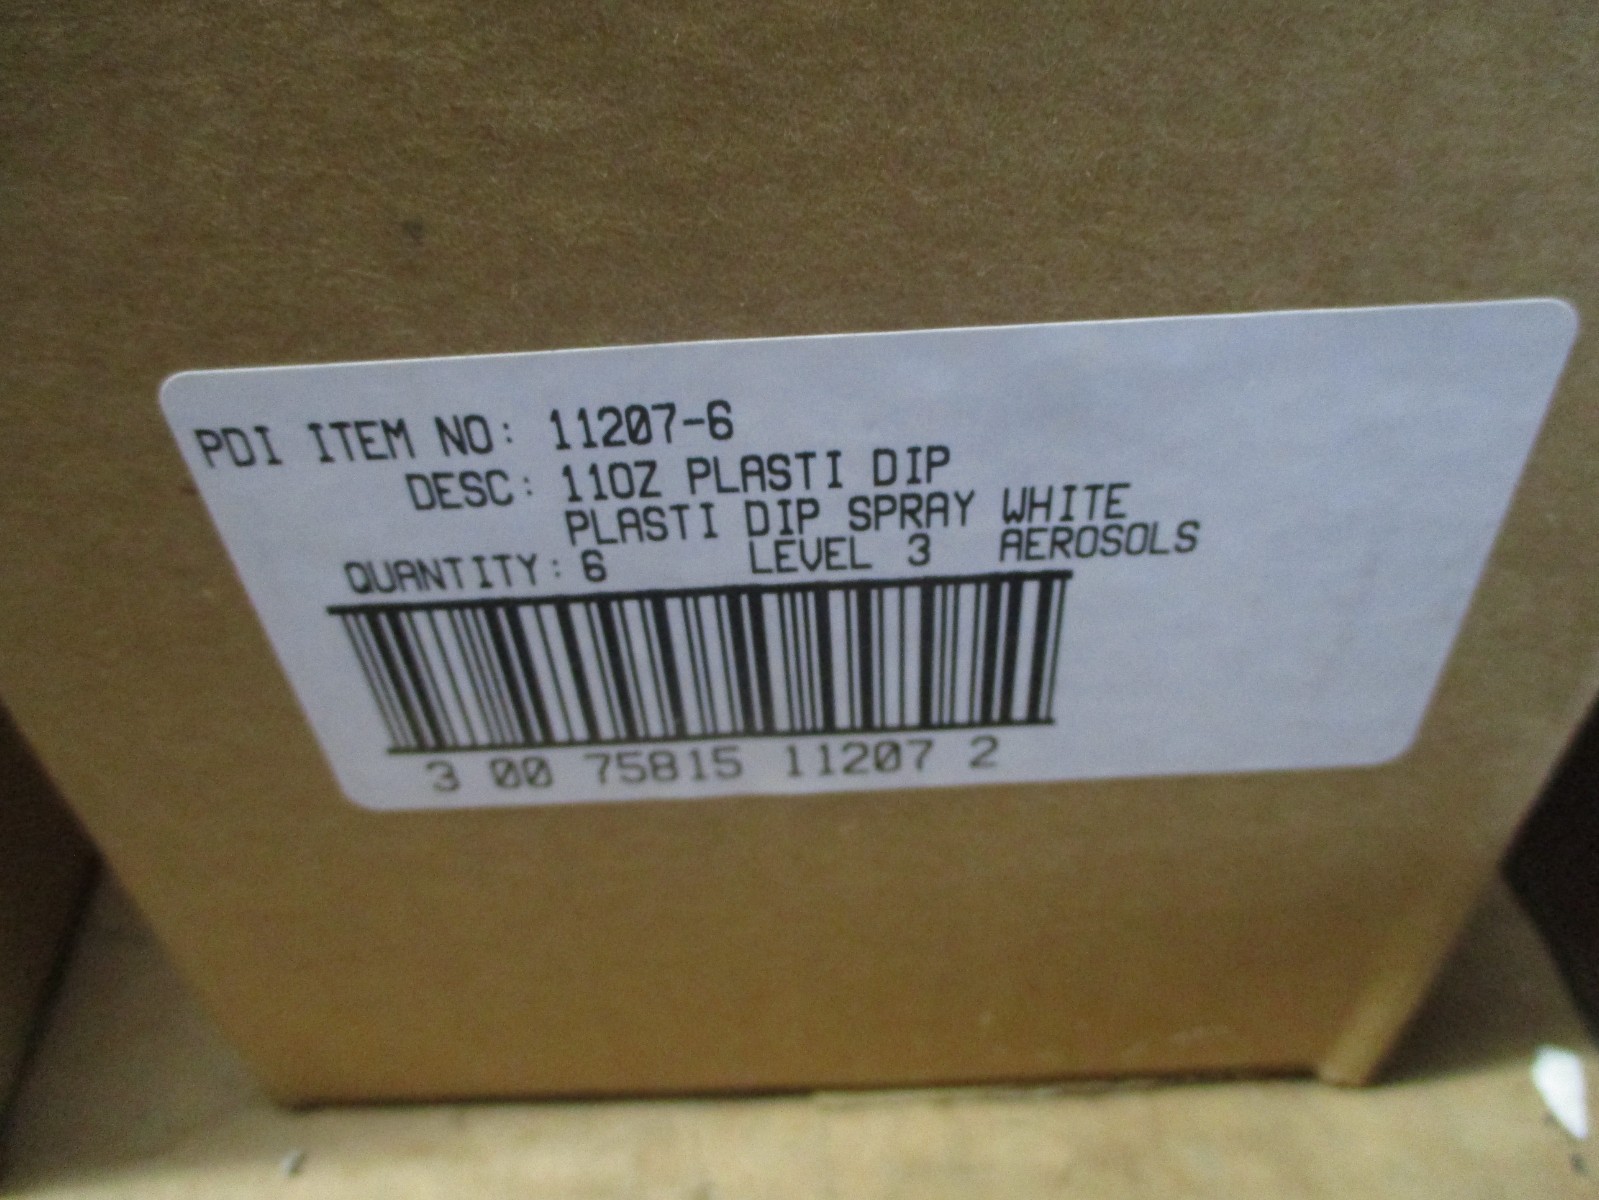 PDI ITEM NO: 11207-6
DESC: 11OZ PLASTI DIP
PLASTI DIP SPRAY WHITE
QUANTITY: 6 LEVEL 3 AEROSOLS
3 00 75815 11207 2